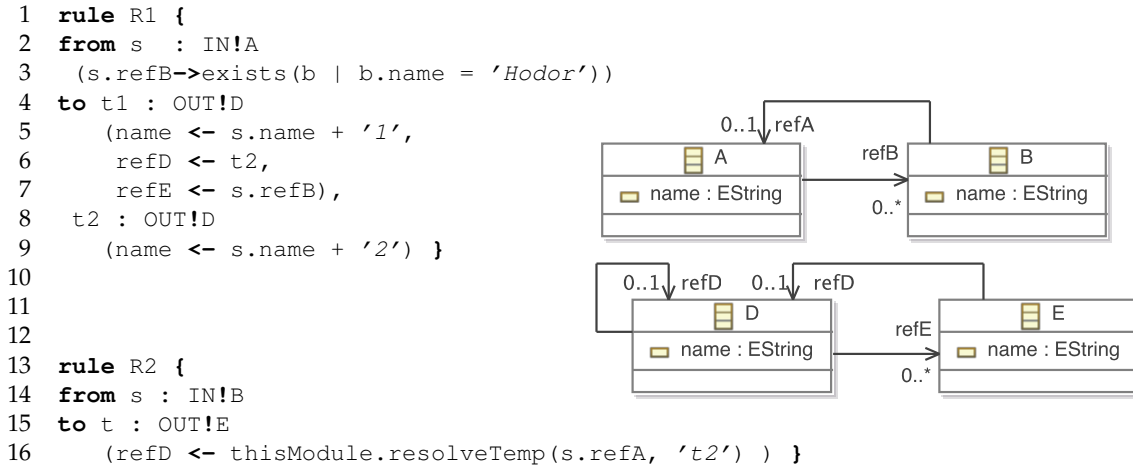 1 rule R1 {
2 from s : IN!A
3 (s.refB->exists(b | b.name = 'Hodor'))
4 to t1 : OUT!D
5 (name <- s.name + '1',
6 refD <- t2,
7 refE <- s.refB),
8 t2 : OUT!D
9 (name <- s.name + '2') }
10
11
12
13 rule R2 {
14 from s : IN!B
15 to t : OUT!E
16 (refD <- thisModule.resolveTemp(s.refA, 't2') ) }
0..1 refA
A
refB
B
name : EString
0..*
name : EString
0..1 refD
0..1 refD
D
refE
E
name : EString
0..*
name : EString